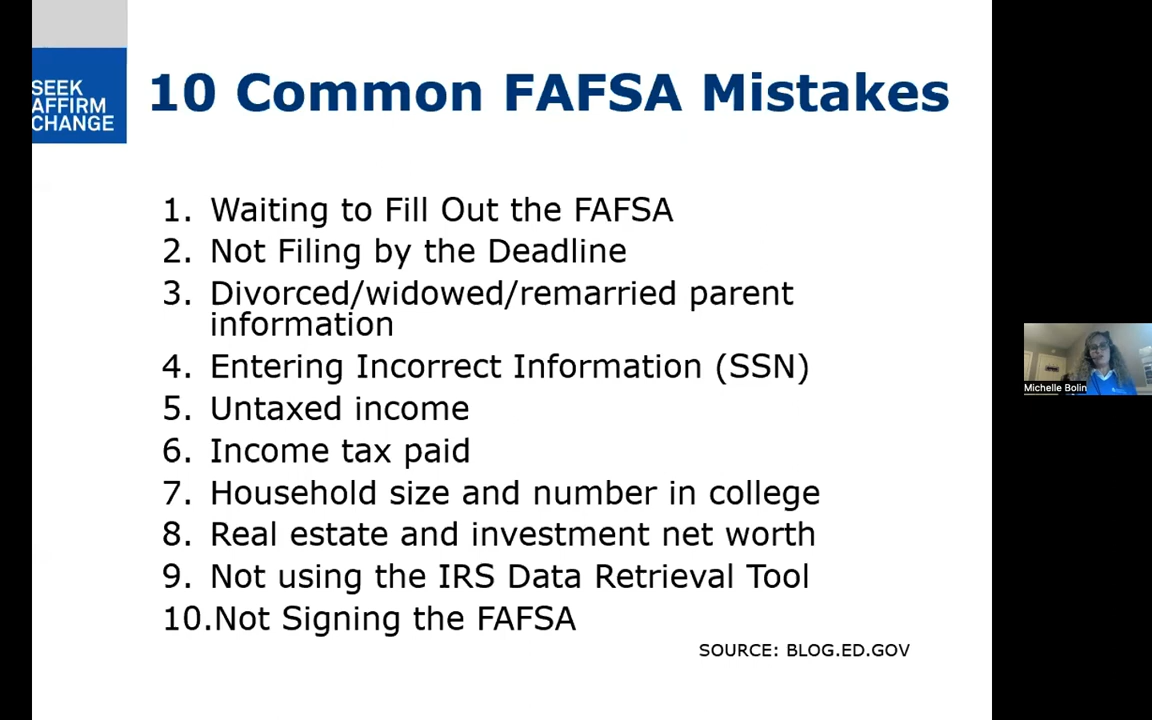 SEEK
AFFIRM
CHANGE
10 Common FAFSA Mistakes
1. Waiting to Fill Out the FAFSA
2. Not Filing by the Deadline
3. Divorced/widowed/remarried parent
information
4. Entering Incorrect Information (SSN)
5. Untaxed income
6. Income tax paid
7. Household size and number in college
8. Real estate and investment net worth
9. Not using the IRS Data Retrieval Tool
10.Not Signing the FAFSA
SOURCE: BLOG.ED.GOV
Michelle Bolin